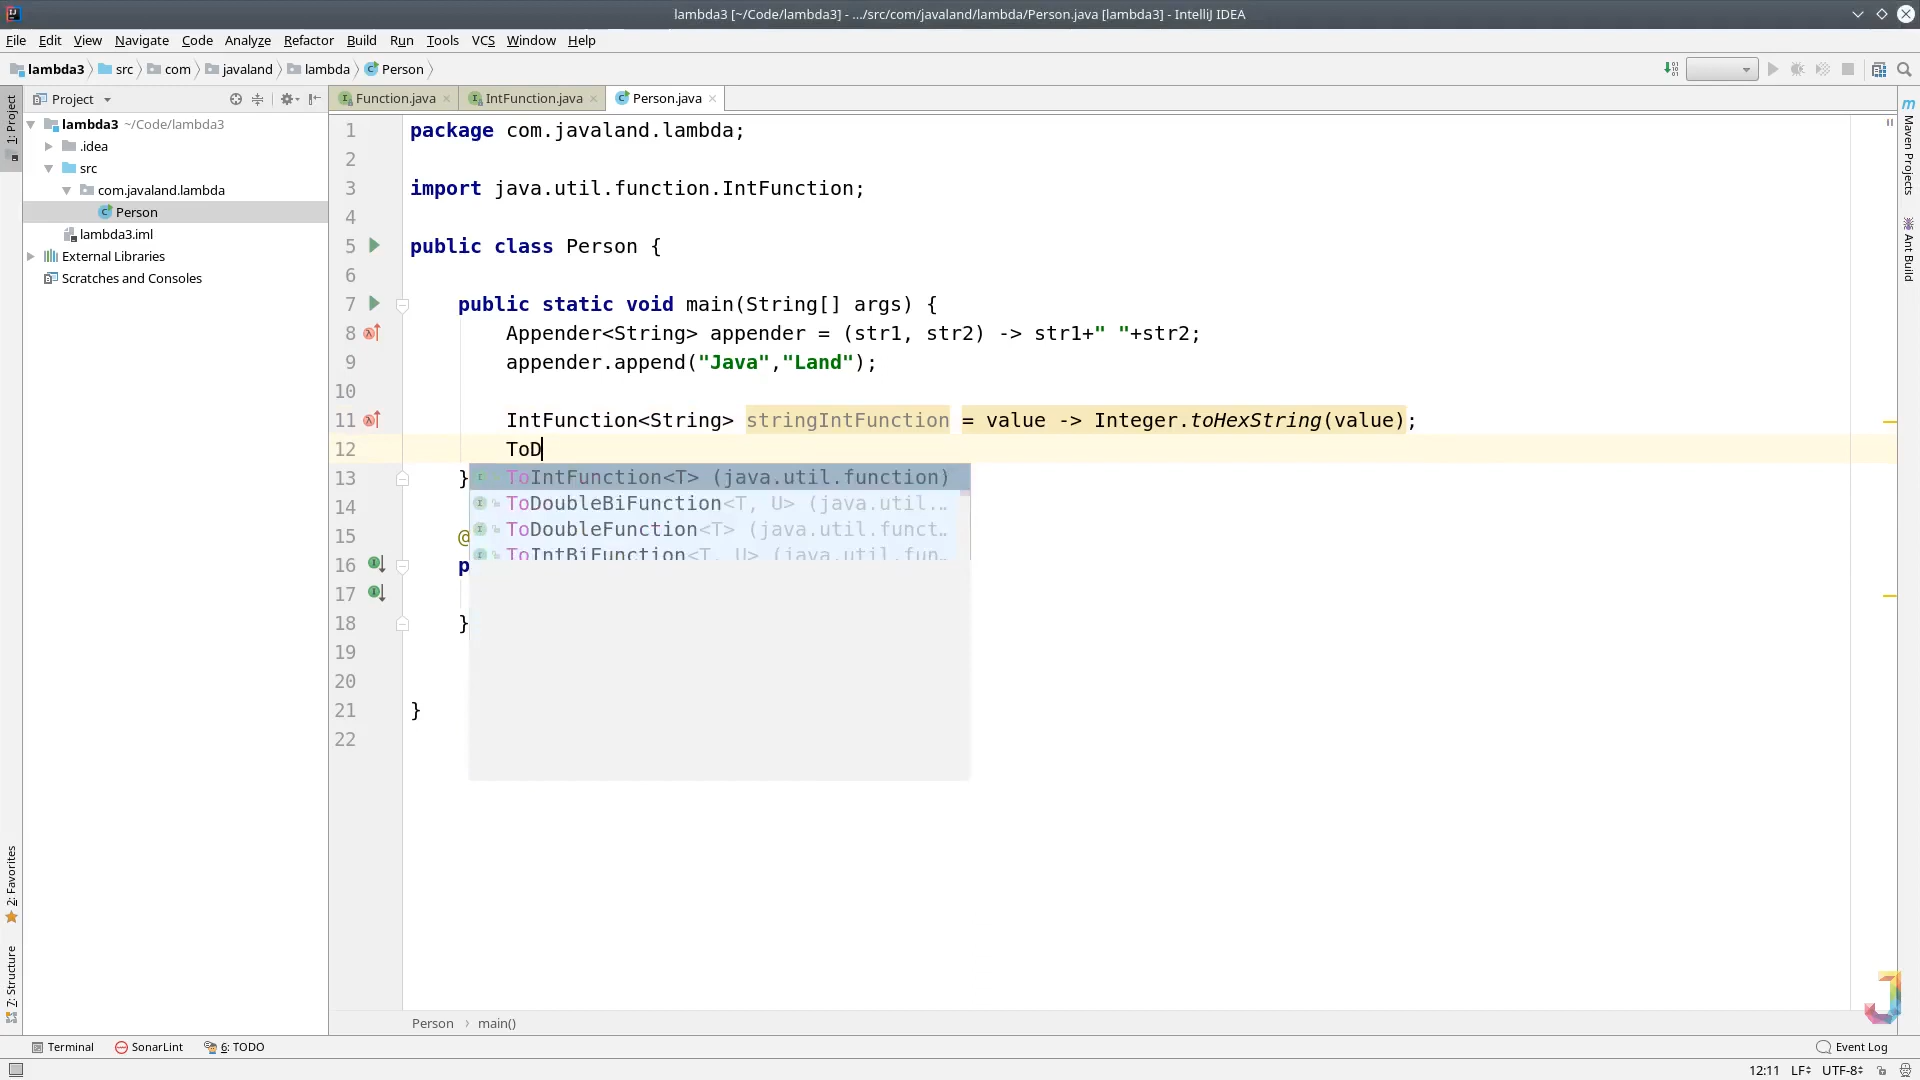 lambda3 [~/Code/lambda3] - .../src/com/javaland/lambda/Person.java [lambda3] - IntelliJ IDEA
File Edit View Navigate Code Analyze Refactor Build Run Tools VCS Window Help
lambda3 src com javaland lambda Person
Project
Function.java IntFunction.java Person.java
1: Project
lambda3 ~/Code/lambda3
.idea
src
com.javaland.lambda
Person
lambda3.iml
External Libraries
Scratches and Consoles
1 package com.javaland.lambda;
2
3 import java.util.function.IntFunction;
4
5 public class Person {
6
7 public static void main(String[] args) {
8 Appender<String> appender = (str1, str2) -> str1+" "+str2;
9 appender.append("Java","Land");
10
11 IntFunction<String> stringIntFunction = value -> Integer.toHexString(value);
12 ToD
13 }
ToIntFunction<T> (java.util.function)
ToDoubleBiFunction<T, U> (java.util.…
ToDoubleFunction<T> (java.util.funct…
ToIntBiFunction<T, U> (java.util.fun…
14
15 @
16 p
17
18 }
19
20
21 }
22
m Maven Projects
Ant Build
2: Favorites
7: Structure
Person › main()
Terminal SonarLint 6: TODO Event Log
12:11 LF UTF-8
J